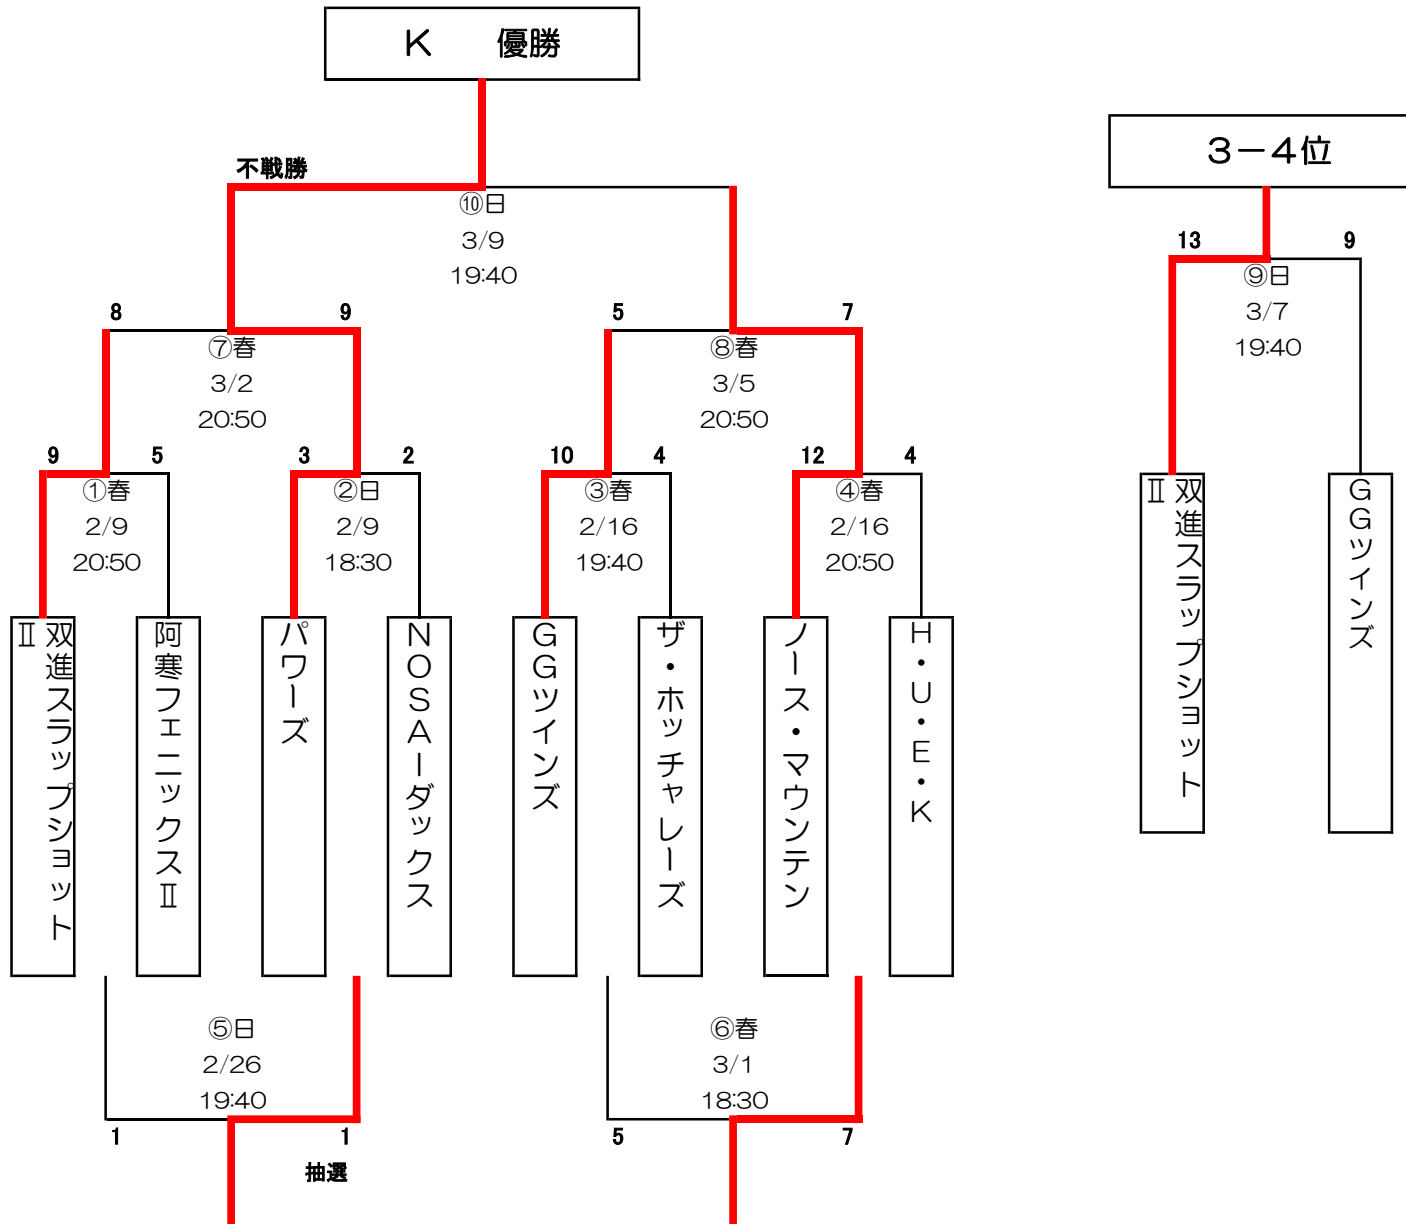 K 優勝
3－4位
不戦勝
⑩日
3/9
19:40
13 9
⑨日
3/7
19:40
8 9
⑦春
3/2
20:50
5 7
⑧春
3/5
20:50
9 5
①春
2/9
20:50
3 2
②日
2/9
18:30
10 4
③春
2/16
19:40
12 4
④春
2/16
20:50
双進スラップショット
Ⅱ
GGツインズ
双進スラップショット
Ⅱ
阿寒フェニックスⅡ
パワーズ
NOSAIーダックス
GGツインズ
ザ・ホッチャレーズ
ノース・マウンテン
H・U・E・K
⑤日
2/26
19:40
1 1
抽選
⑥春
3/1
18:30
5 7